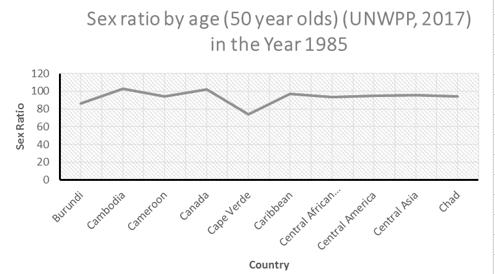 Sex ratio by age (50 year olds) (UNWPP, 2017)
in the Year 1985
120
100
80
60
40
20
0
Sex Ratio
Burundi
Cambodia
Cameroon
Canada
Cape Verde
Caribbean
Central African...
Central America
Central Asia
Chad
Country